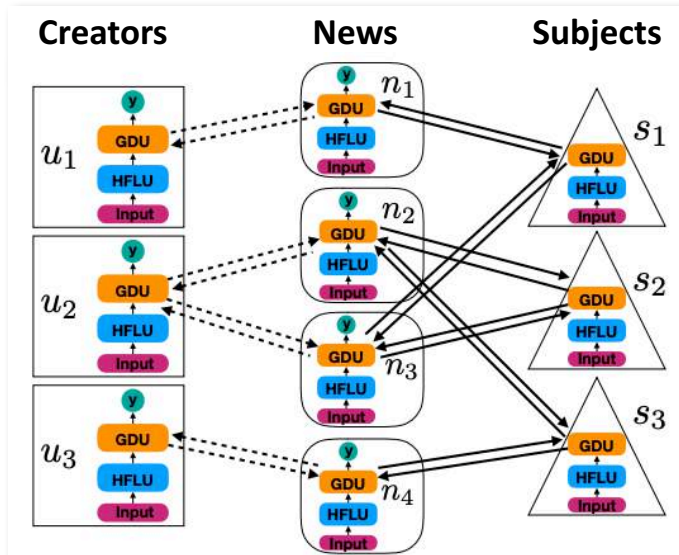 Creators
News
Subjects
u1
y
GDU
HFLU
Input
u2
y
GDU
HFLU
Input
u3
y
GDU
HFLU
Input
n1
y
GDU
HFLU
Input
n2
y
GDU
HFLU
Input
n3
y
GDU
HFLU
Input
n4
y
GDU
HFLU
Input
s1
GDU
HFLU
Input
s2
GDU
HFLU
Input
s3
GDU
HFLU
Input